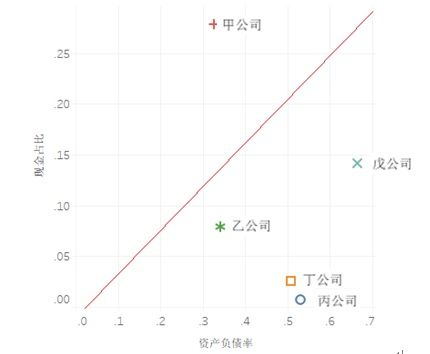 甲公司
.25
.20
现金占比
.15
戊公司
.10
乙公司
.05
丁公司
.00
丙公司
.0 .1 .2 .3 .4 .5 .6 .7
资产负债率